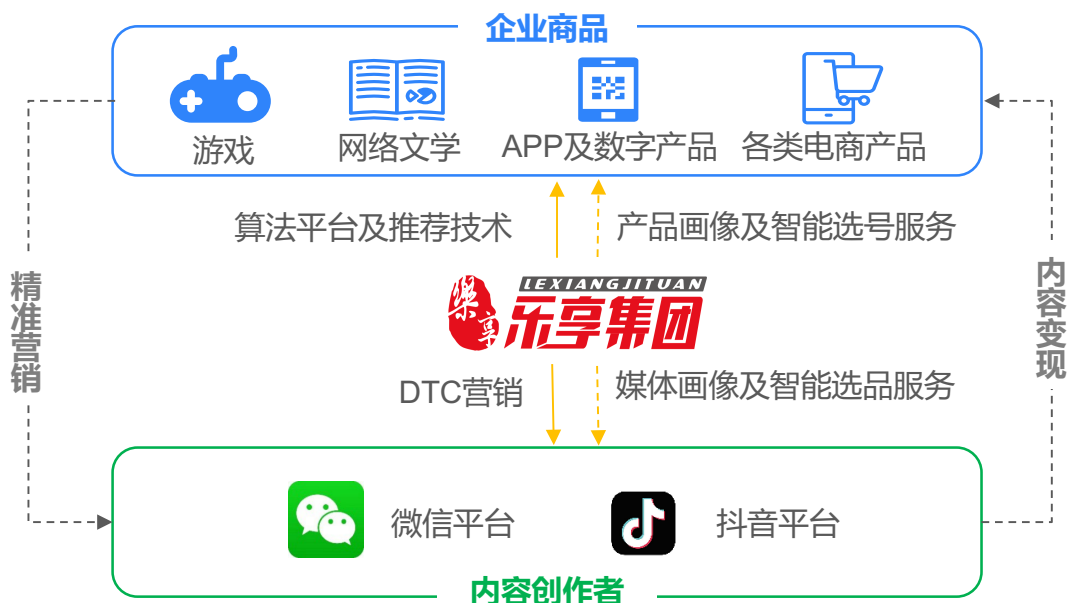 企业商品
游戏
网络文学
APP及数字产品
各类电商产品
算法平台及推荐技术
产品画像及智能选号服务
精准营销
樂享
LEXIANGJITUAN
乐享集团
内容变现
DTC营销
媒体画像及智能选品服务
微信平台
抖音平台
内容创作者